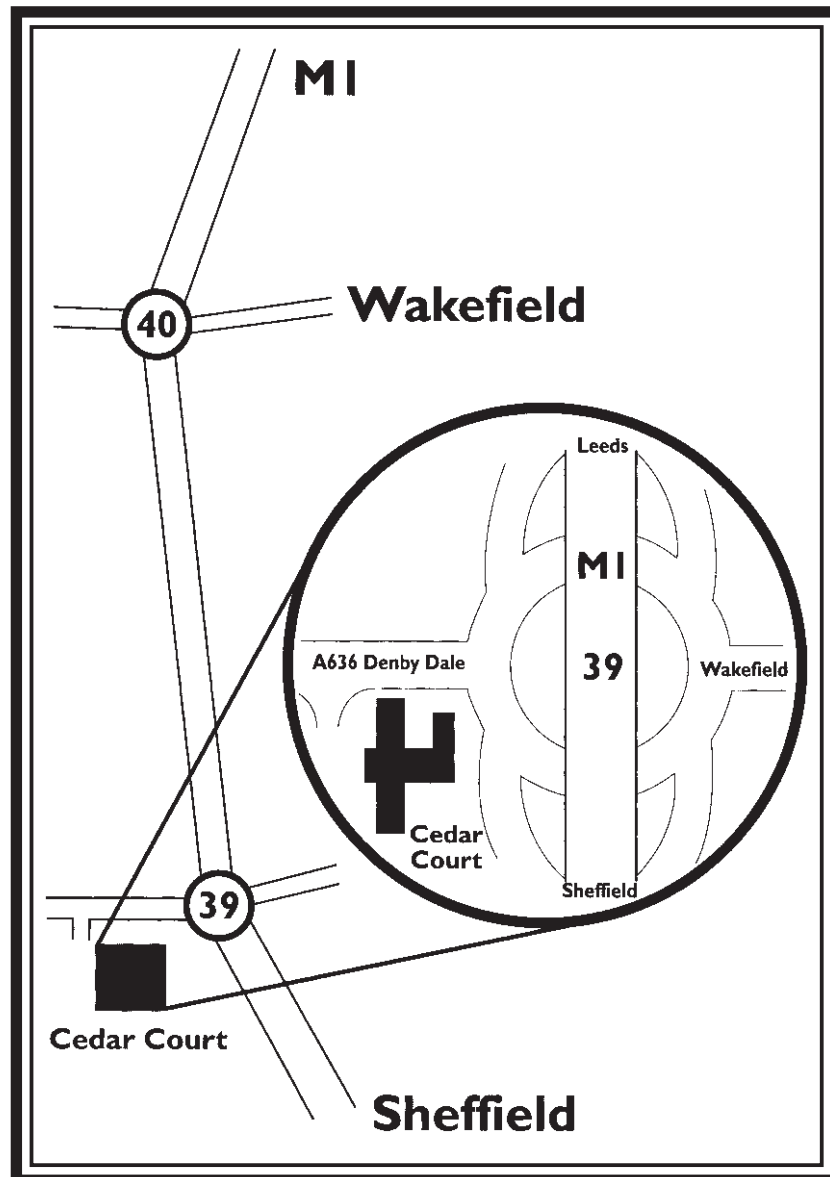 M1
Wakefield
40
Leeds
M1
A636 Denby Dale
39
Wakefield
Cedar
Court
Sheffield
39
Cedar Court
Sheffield